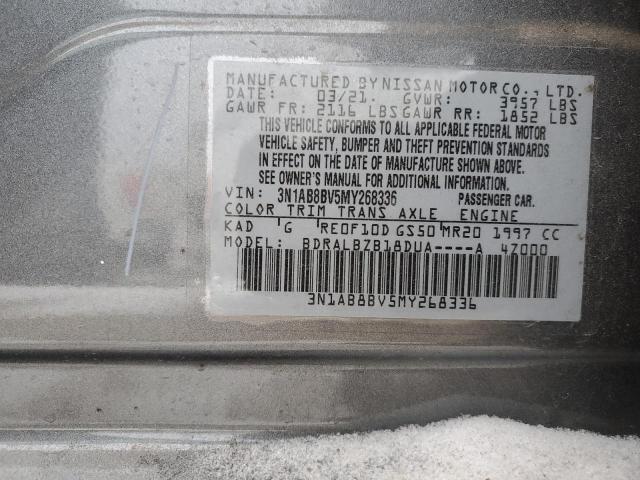 MANUFACTURED BY NISSAN MOTOR CO., LTD.
DATE: 03/21. GVWR: 3957 LBS
GAWR FR: 2116 LBS GAWR RR: 1852 LBS
THIS VEHICLE CONFORMS TO ALL APPLICABLE FEDERAL MOTOR
VEHICLE SAFETY, BUMPER AND THEFT PREVENTION STANDARDS
IN EFFECT ON THE DATE OF MANUFACTURE SHOWN ABOVE.
SEE OWNER'S MANUAL FOR ADDITIONAL INFORMATION.
VIN: 3N1AB8BV5MY268336 PASSENGER CAR.
COLOR TRIM TRANS AXLE ENGINE
KAD G RE0F10D GS50 MR20 1997 CC
MODEL: BDRALBZB18DUA----A 47000
3N1AB8BV5MY268336